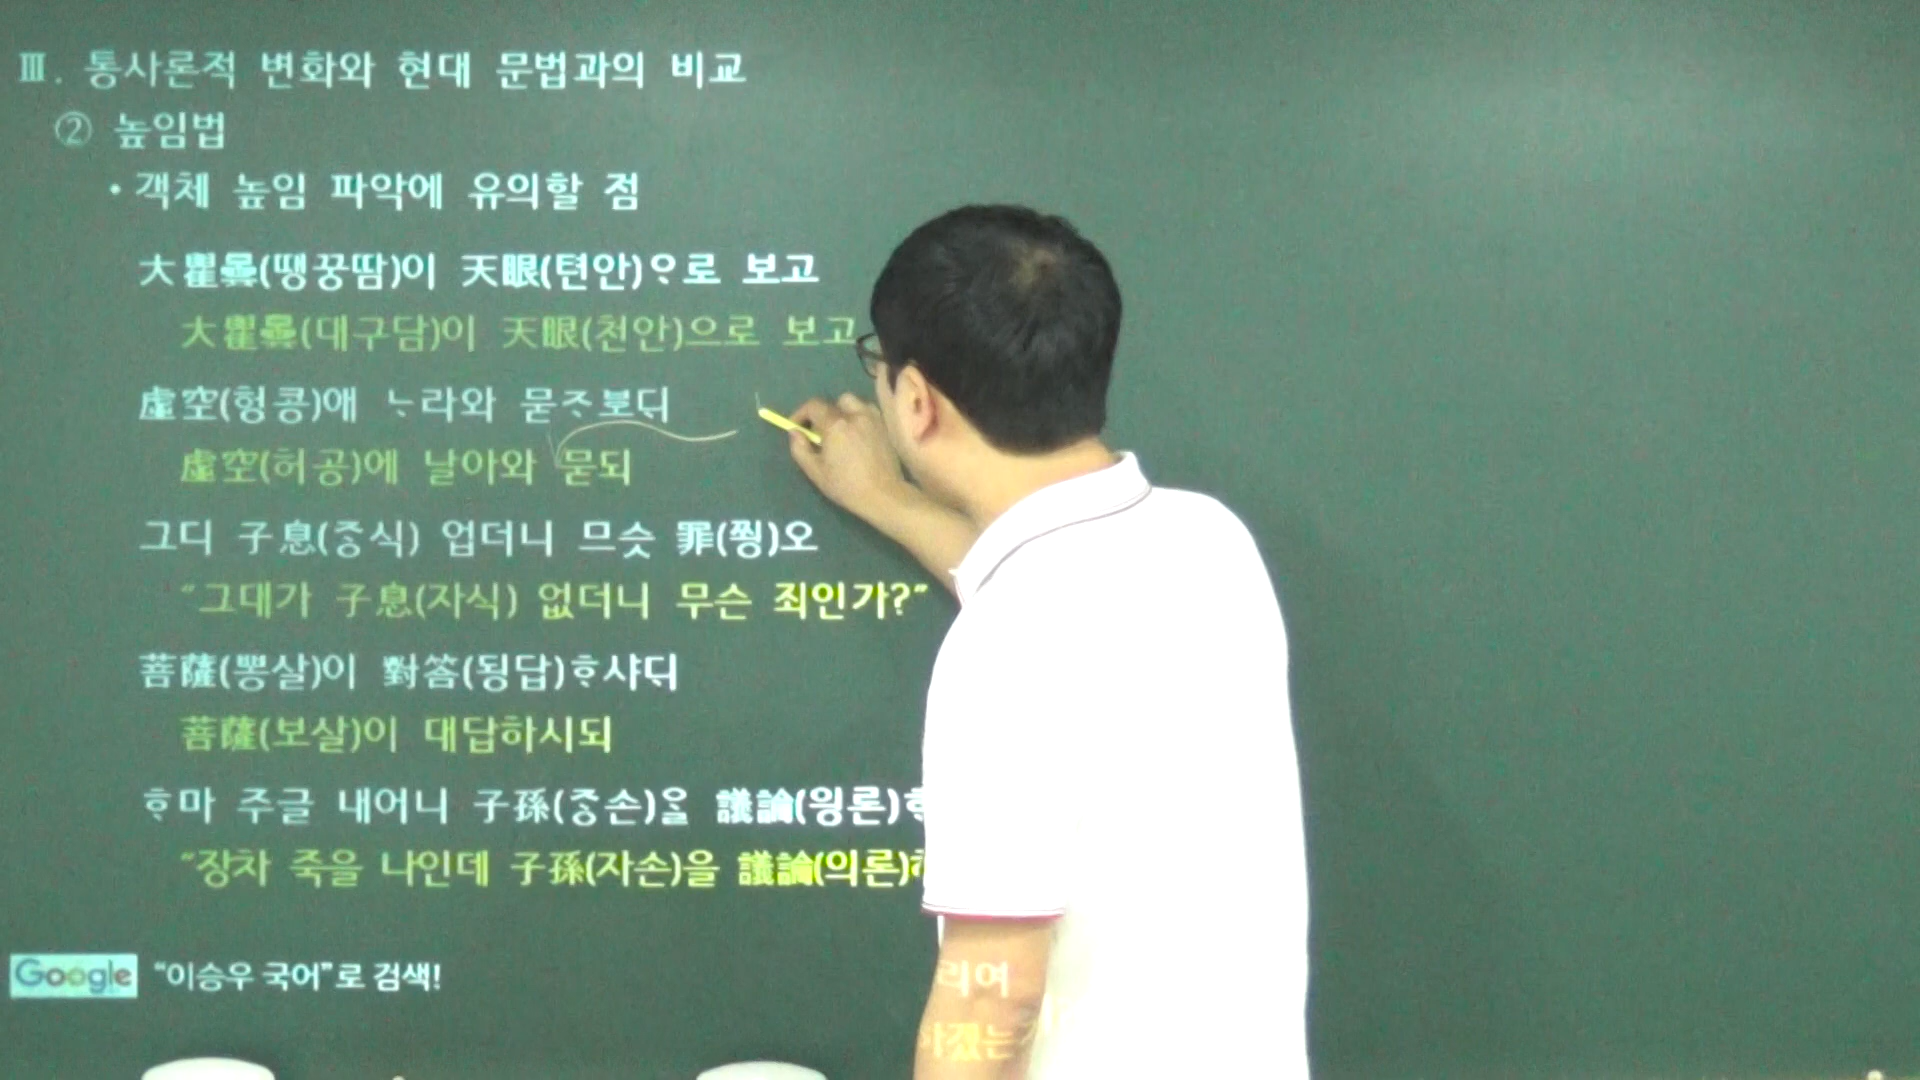 Ⅲ. 통사론적 변화와 현대 문법과의 비교
② 높임법
• 객체 높임 파악에 유의할 점
大瞿曇(땡꿍땀)이 天眼(텬안)ᄋᆞ로 보고
大瞿曇(대구담)이 天眼(천안)으로 보고
虛空(헝콩)애 ᄂᆞ라와 묻ᄌᆞᄫᅩᄃᆡ
虛空(허공)에 날아와 묻되
그디 子息(ᄌᆞᆼ식) 업더니 므슷 罪(쬥)오
“그대가 子息(자식) 없더니 무슨 죄인가?”
菩薩(뽕살)이 對答(됭답)ᄒᆞ샤ᄃᆡ
菩薩(보살)이 대답하시되
ᄒᆞ마 주글 내어니 子孫(ᄌᆞᆼ손)ᄋᆞᆯ 議論(읭론)
“장차 죽을 나인데 子孫(자손)을 議論(의론)
리여
하겠는
Google “이승우 국어”로 검색!